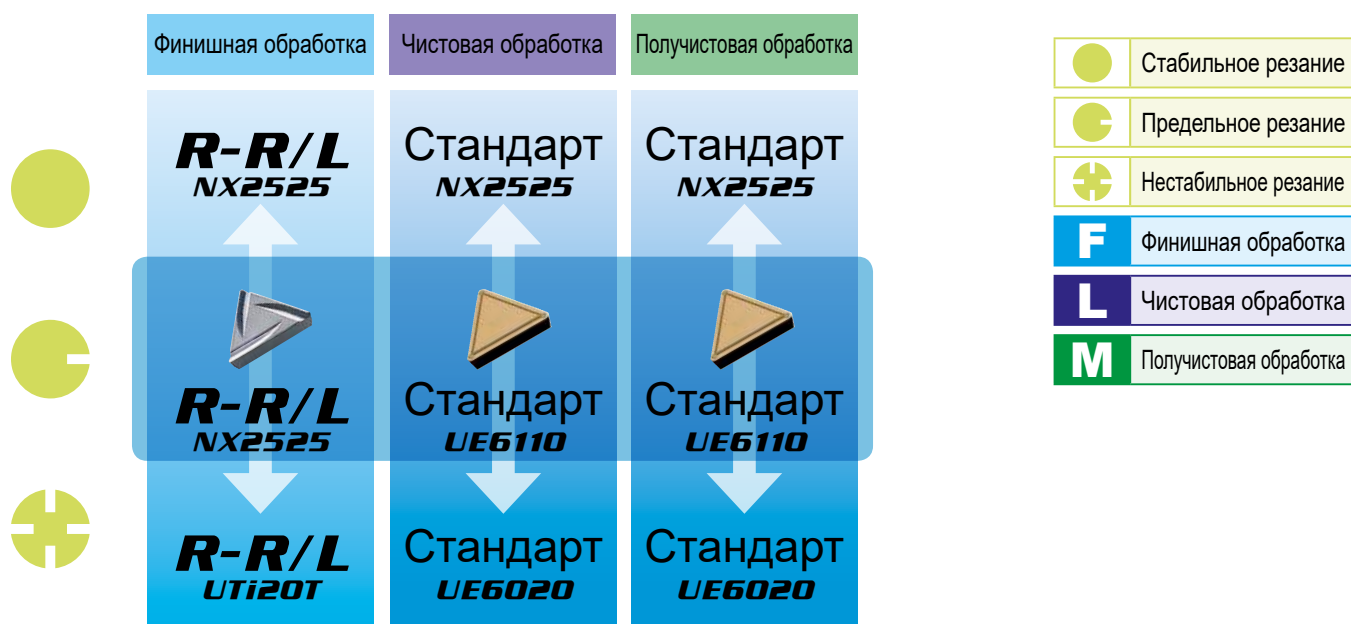 Финишная обработка
Чистовая обработка
Получистовая обработка
R-R/L
NX2525
Стандарт
NX2525
Стандарт
NX2525
R-R/L
NX2525
Стандарт
UE6110
Стандарт
UE6110
R-R/L
UTi20T
Стандарт
UE6020
Стандарт
UE6020
Стабильное резание
Предельное резание
Нестабильное резание
F Финишная обработка
L Чистовая обработка
M Получистовая обработка